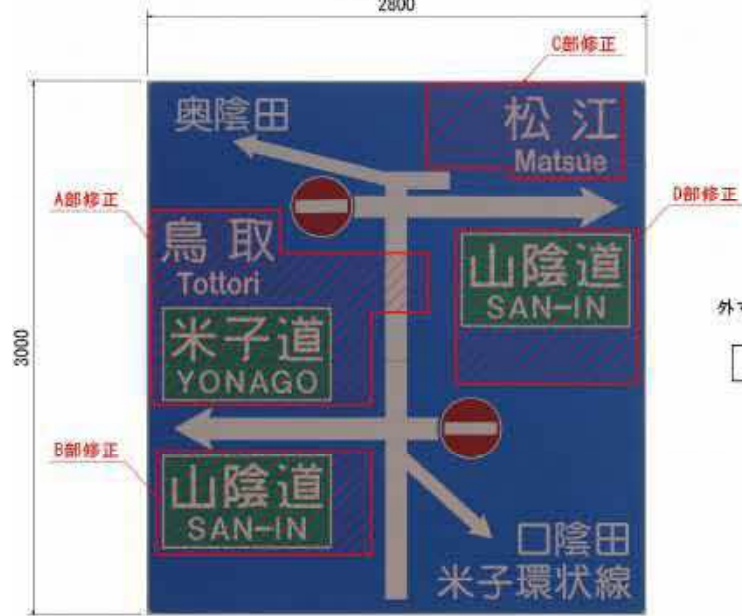 2800
C部修正
奥陰田
松江
Matsue
A部修正
D部修正
鳥取
Tottori
山陰道
SAN-IN
外寸
3000
米子道
YONAGO
B部修正
山陰道
SAN-IN
口陰田
米子環状線